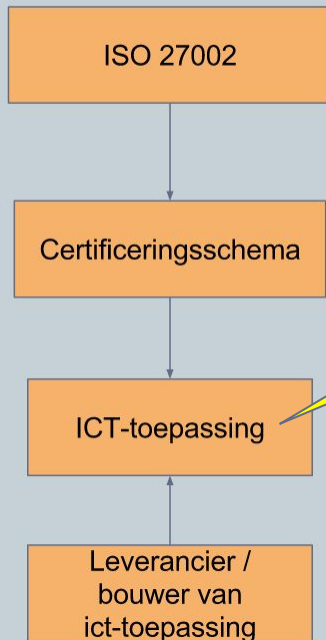 ISO 27002
Certificeringsschema
ICT-toepassing
Leverancier /
bouwer van
ict-toepassing